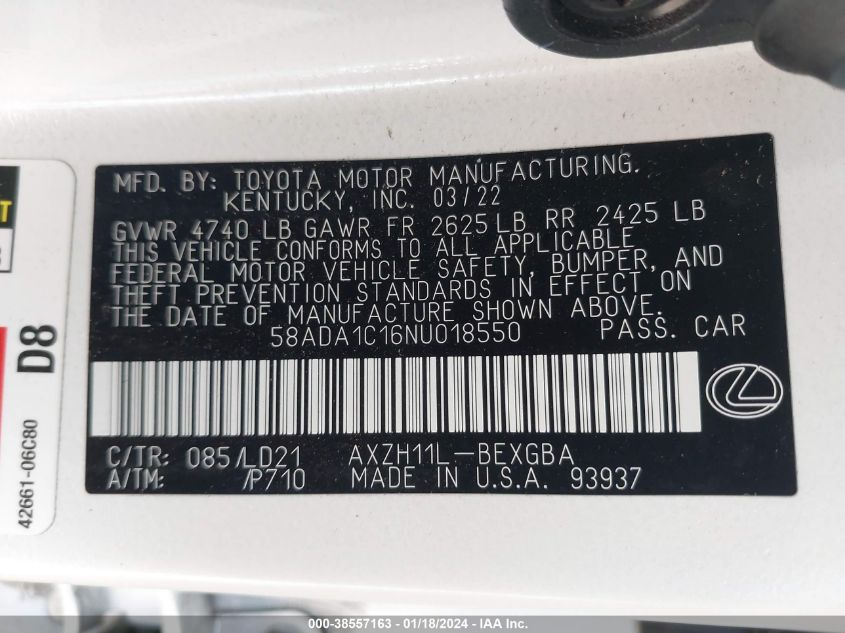 MFD. BY: TOYOTA MOTOR MANUFACTURING.
KENTUCKY, INC. 03/22
GVWR 4740 LB GAWR FR 2625 LB RR 2425 LB
THIS VEHICLE CONFORMS TO ALL APPLICABLE
FEDERAL MOTOR VEHICLE SAFETY, BUMPER, AND
THEFT PREVENTION STANDARDS IN EFFECT ON
THE DATE OF MANUFACTURE SHOWN ABOVE.
58ADA1C16NU018550 PASS. CAR
C/TR: 085/LD21 AXZH11L-BEXGBA
A/TM: /P710 MADE IN U.S.A. 93937
D8
42661-06C80
000-38557163 - 01/18/2024 - IAA Inc.